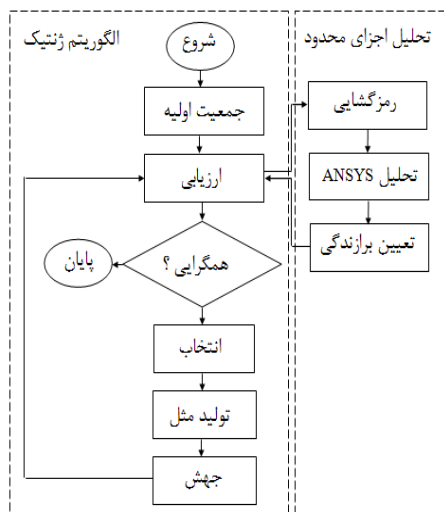 الگوریتم ژنتیک
شروع
جمعیت اولیه
ارزیابی
همگرایی ؟
پایان
انتخاب
تولید مثل
جهش
تحلیل اجزای محدود
رمزگشایی
تحلیل ANSYS
تعیین برازندگی